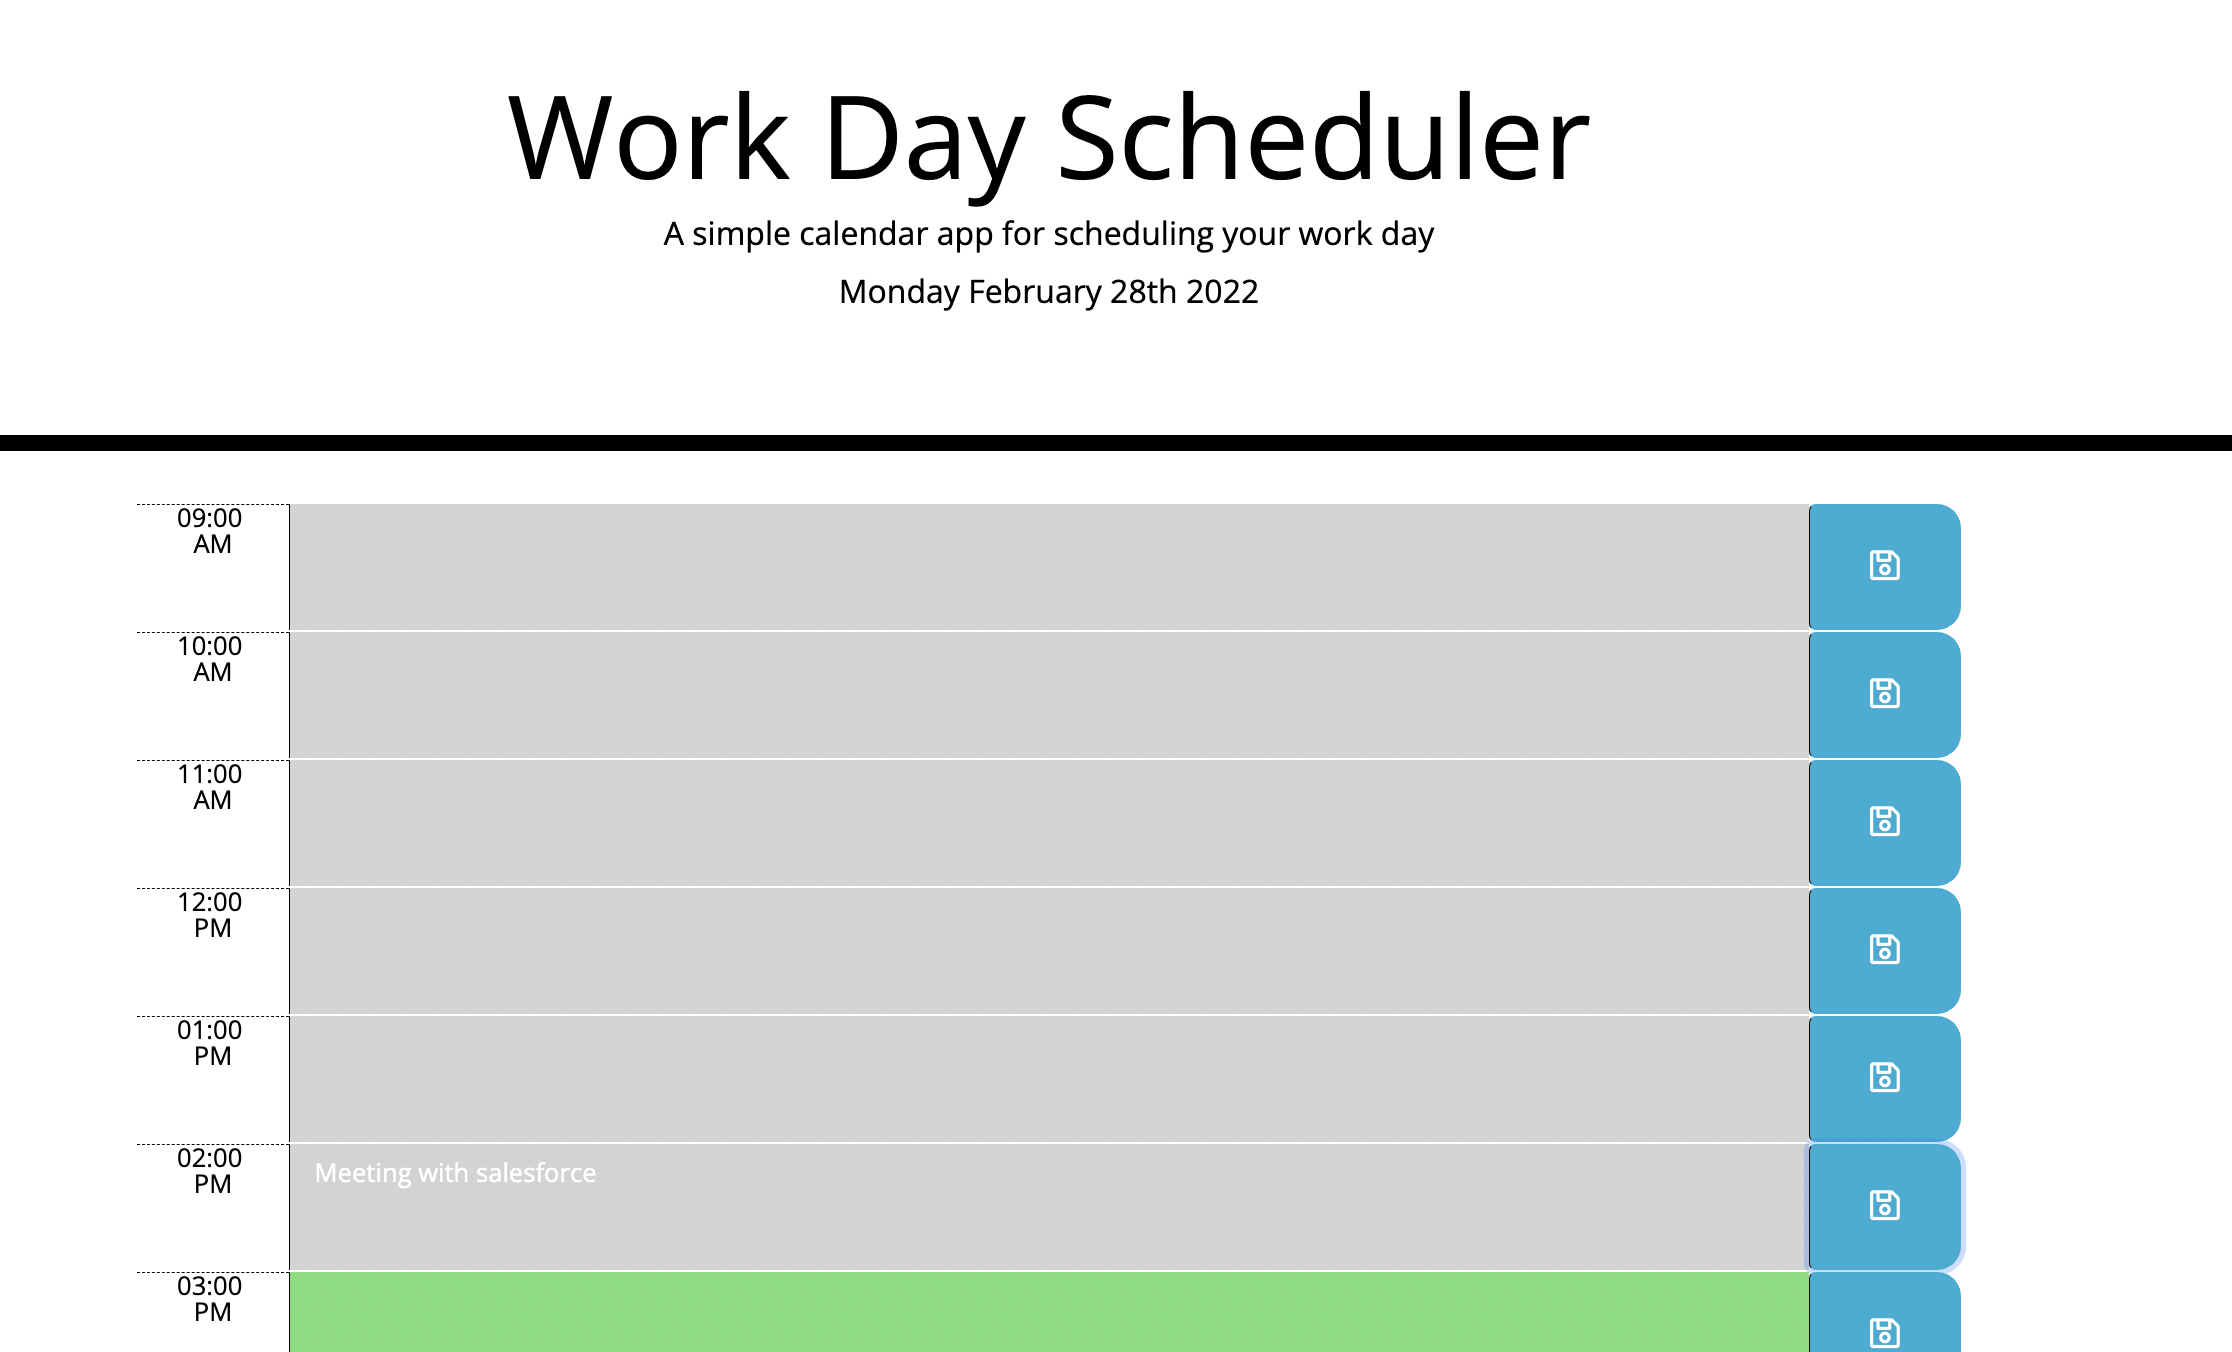 Work Day Scheduler
A simple calendar app for scheduling your work day
Monday February 28th 2022
09:00
AM
10:00
AM
11:00
AM
12:00
PM
01:00
PM
02:00
PM
Meeting with salesforce
03:00
PM